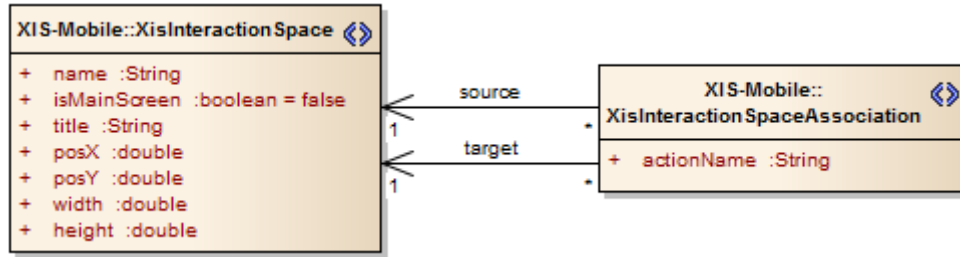 XIS-Mobile::XisInteractionSpace
+ name :String
+ isMainScreen :boolean = false
+ title :String
+ posX :double
+ posY :double
+ width :double
+ height :double
source
1
*
target
1
*
XIS-Mobile::
XisInteractionSpaceAssociation
+ actionName :String